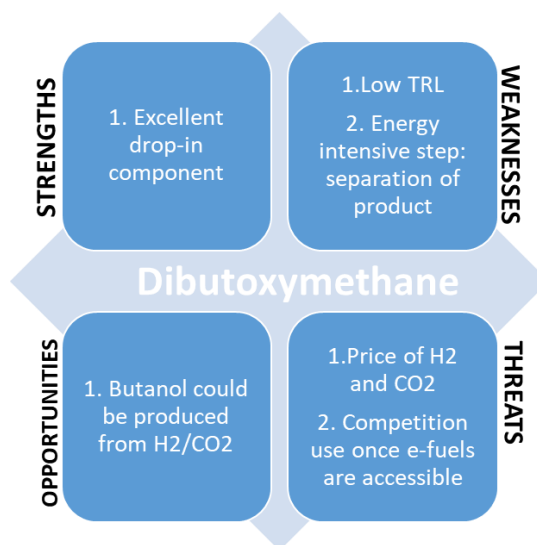 STRENGTHS
1. Excellent
drop-in
component
WEAKNESSES
1.Low TRL
2. Energy
intensive step:
separation of
product
Dibutoxymethane
OPPORTUNITIES
1. Butanol could
be produced
from H2/CO2
THREATS
1.Price of H2
and CO2
2. Competition
use once e-fuels
are accessible